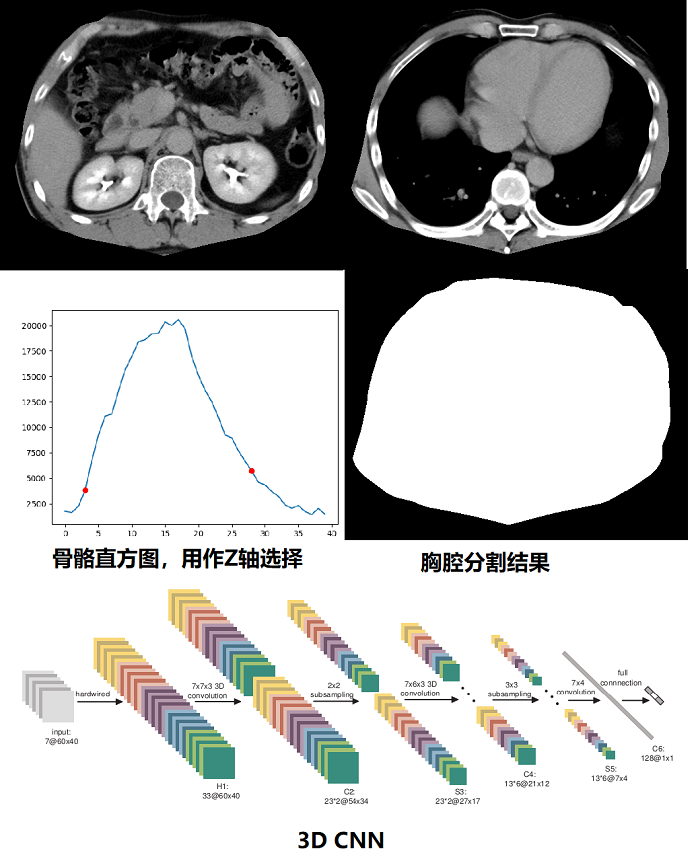 20000
17500
15000
12500
10000
7500
5000
2500
0 5 10 15 20 25 30 35 40
骨骼直方图，用作Z轴选择
胸腔分割结果
hardwired
7x7x3 3D
convolution
2x2
subsampling
7x6x3 3D
convolution
3x3
subsampling
7x4
convolution
full
connnection
input:
7@60x40
H1:
33@60x40
C2:
23*2@54x34
S3:
23*2@27x17
C4:
13*6@21x12
S5:
13*6@7x4
C6:
128@1x1
3D CNN